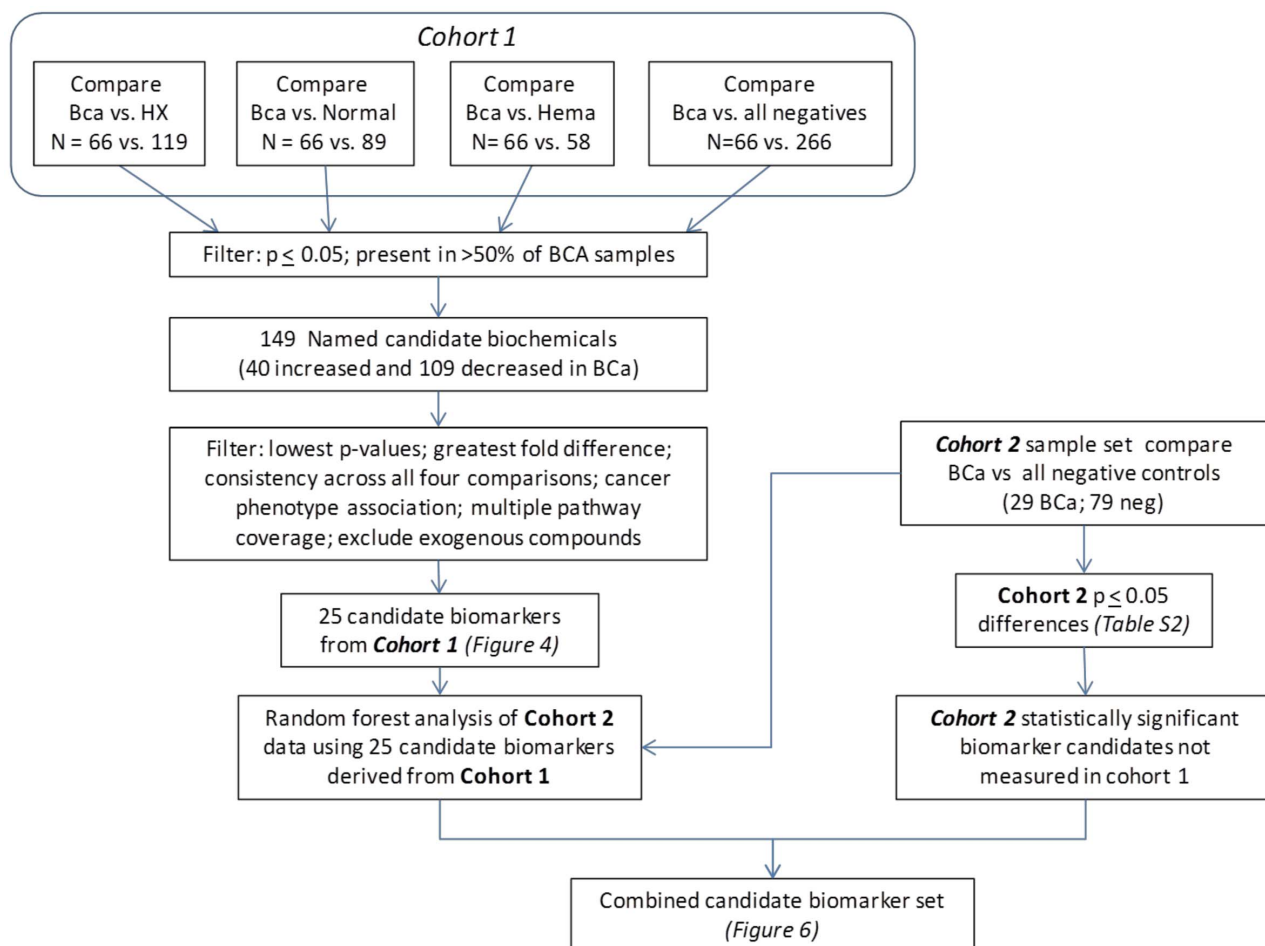 Cohort 1
Compare
Bca vs. HX
N = 66 vs. 119
Compare
Bca vs. Normal
N = 66 vs. 89
Compare
Bca vs. Hema
N= 66 vs. 58
Compare
Bca vs. all negatives
N=66 vs. 266
Filter: p ≤ 0.05; present in >50% of BCA samples
149 Named candidate biochemicals
(40 increased and 109 decreased in BCa)
Filter: lowest p-values; greatest fold difference;
consistency across all four comparisons; cancer
phenotype association; multiple pathway
coverage; exclude exogenous compounds
25 candidate biomarkers
from Cohort 1 (Figure 4)
Random forest analysis of Cohort 2
data using 25 candidate biomarkers
derived from Cohort 1
Cohort 2 sample set compare
BCa vs all negative controls
(29 BCa; 79 neg)
Cohort 2 p ≤ 0.05
differences (Table S2)
Cohort 2 statistically significant
biomarker candidates not
measured in cohort 1
Combined candidate biomarker set
(Figure 6)